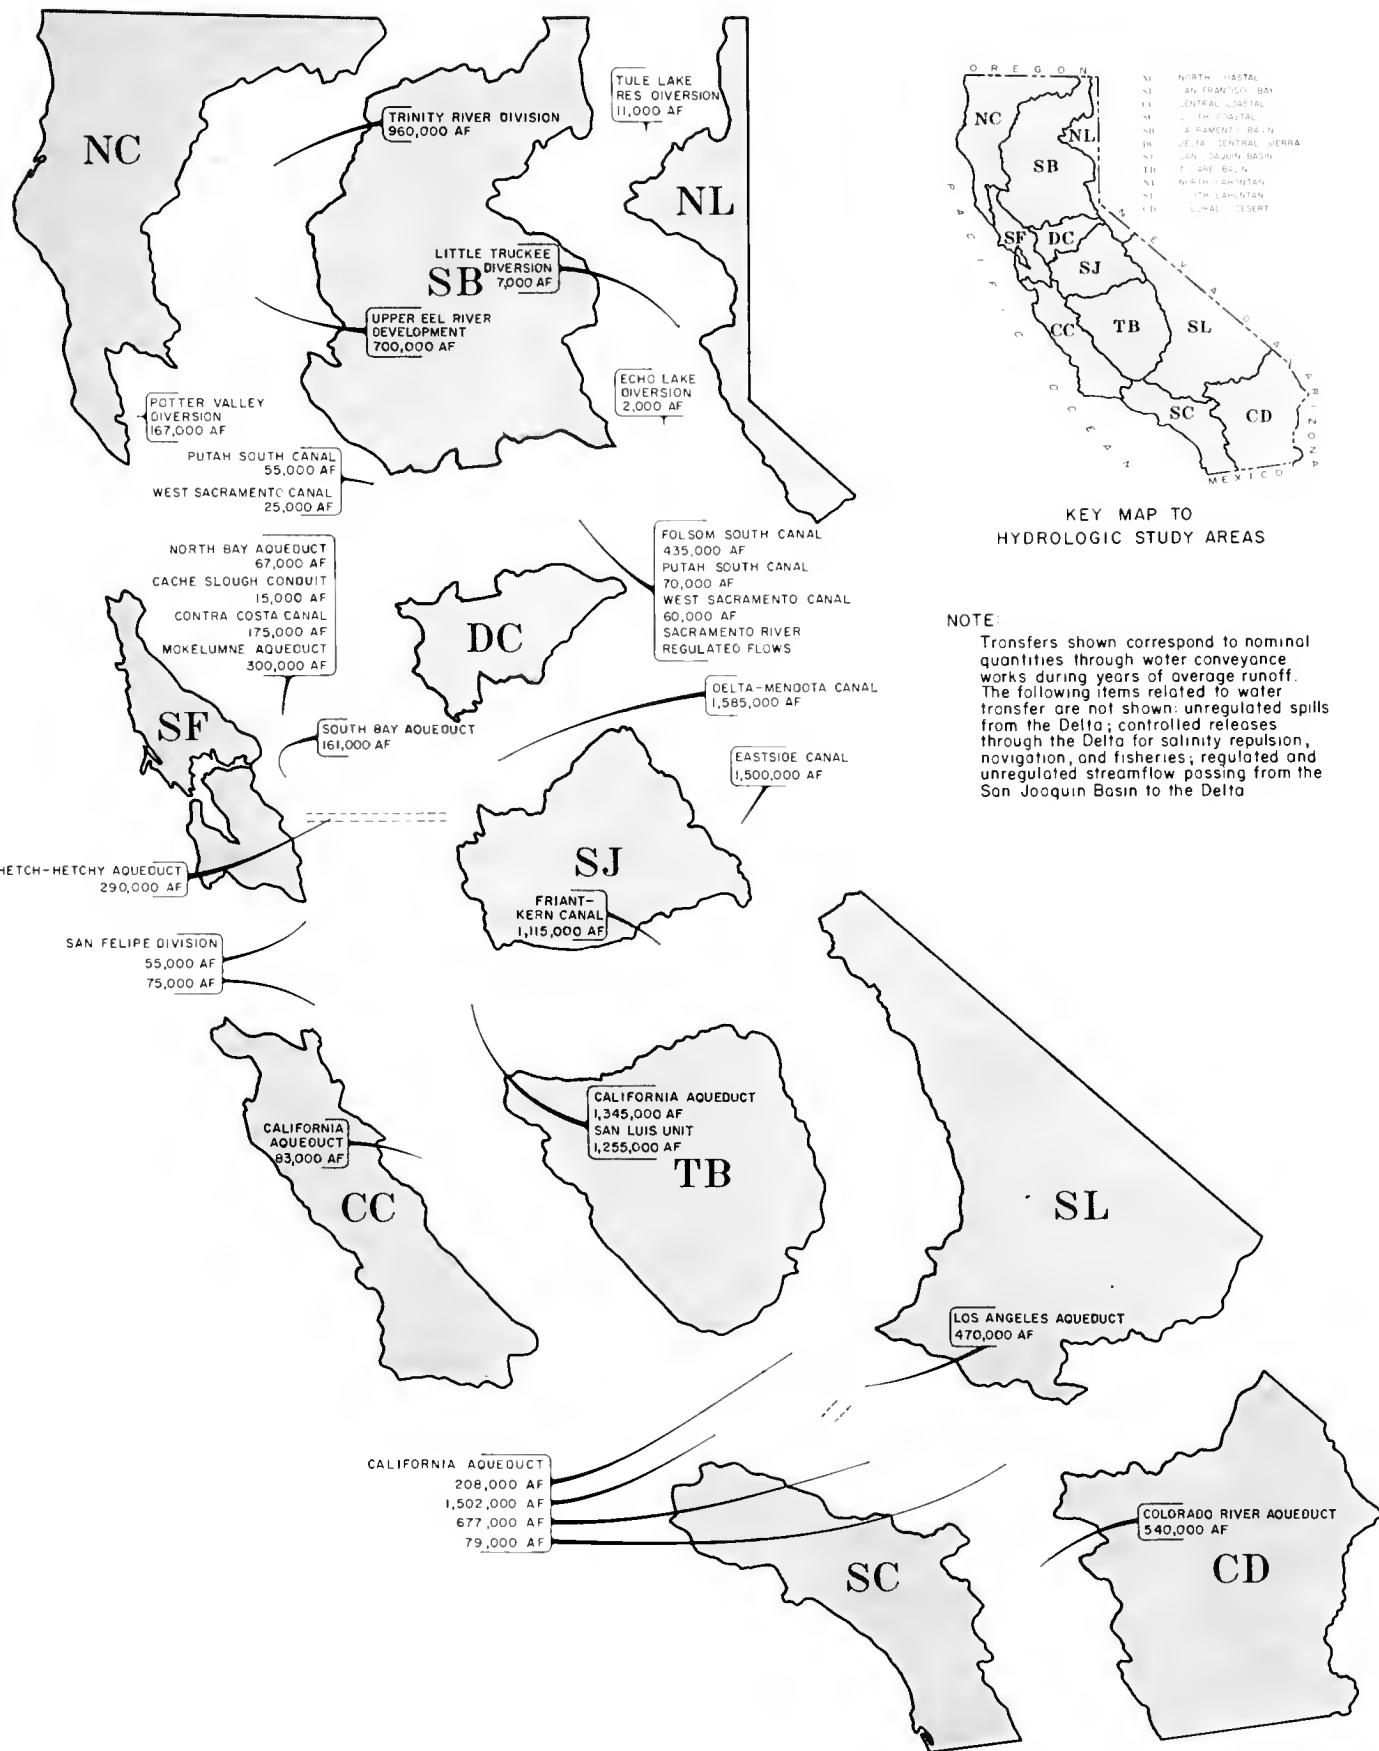 NC
TRINITY RIVER DIVISION
960,000 AF
TULE LAKE
RES DIVERSION
11,000 AF
NL
LITTLE TRUCKEE
DIVERSION
7,000 AF
SB
UPPER EEL RIVER
DEVELOPMENT
700,000 AF
ECHO LAKE
DIVERSION
2,000 AF
POTTER VALLEY
DIVERSION
167,000 AF
PUTAH SOUTH CANAL
55,000 AF
WEST SACRAMENTO CANAL
25,000 AF
OREGON
NORTH
CENTRAL COASTAL
DELTA CENTRAL SIERRA
BASIN
NORTH LAHONTAN
DESERT
NC
NL
SB
SF
DC
SJ
CC
TB
SL
SC
CD
PACIFIC OCEAN
NEVADA
ARIZONA
MEXICO
KEY MAP TO
HYDROLOGIC STUDY AREAS
NORTH BAY AQUEDUCT
67,000 AF
CACHE SLOUGH CONDUIT
15,000 AF
CONTRA COSTA CANAL
175,000 AF
MOKELUMNE AQUEDUCT
300,000 AF
FOLSOM SOUTH CANAL
435,000 AF
PUTAH SOUTH CANAL
70,000 AF
WEST SACRAMENTO CANAL
60,000 AF
SACRAMENTO RIVER
REGULATED FLOWS
DC
NOTE:
Transfers shown correspond to nominal
quantities through water conveyance
works during years of average runoff.
The following items related to water
transfer are not shown: unregulated spills
from the Delta; controlled releases
through the Delta for salinity repulsion,
navigation, and fisheries; regulated and
unregulated streamflow passing from the
San Joaquin Basin to the Delta
SF
SOUTH BAY AQUEDUCT
161,000 AF
DELTA-MENDOTA CANAL
1,585,000 AF
EASTSIDE CANAL
1,500,000 AF
HETCH-HETCHY AQUEDUCT
290,000 AF
SJ
FRIANT-
KERN CANAL
1,115,000 AF
SAN FELIPE DIVISION
55,000 AF
75,000 AF
CALIFORNIA
AQUEDUCT
83,000 AF
CC
CALIFORNIA AQUEDUCT
1,345,000 AF
SAN LUIS UNIT
1,255,000 AF
TB
SL
LOS ANGELES AQUEDUCT
470,000 AF
CALIFORNIA AQUEDUCT
208,000 AF
1,502,000 AF
677,000 AF
79,000 AF
SC
COLORADO RIVER AQUEDUCT
540,000 AF
CD